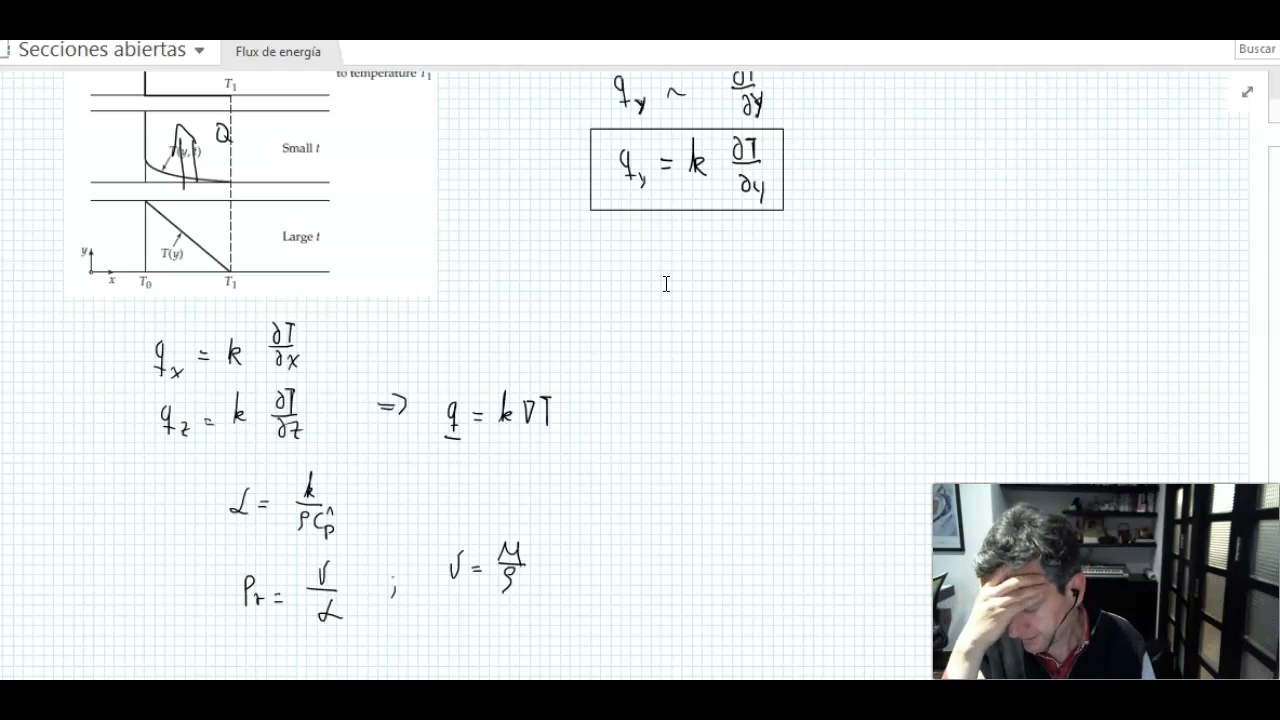 Secciones abiertas
Flux de energía
Buscar
to temperature T₁
T₁
T(y, t)
Q
Small t
T(y)
Large t
y
x
T₀
T₁
q_y ~ ∂T/∂y
q_y = k ∂T/∂y
q_x = k ∂T/∂x
q_z = k ∂T/∂z ⇒ q = k ∇T
α = k/ρĈp
Pr = ν/α ; ν = μ/ρ